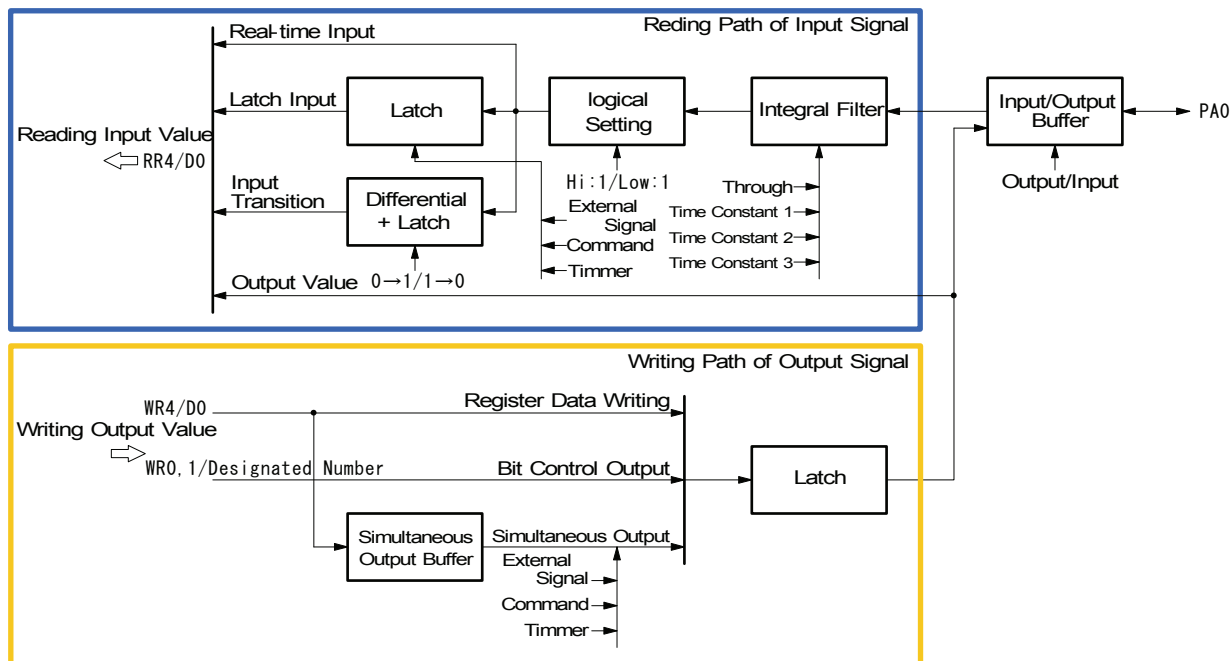 Reding Path of Input Signal
Real-time Input
Latch Input
Latch
logical
Setting
Integral Filter
Input/Output
Buffer
PA0
Reading Input Value
RR4/D0
Input
Transition
Differential
+ Latch
Hi:1/Low:1
External
Signal
Command
Timmer
Through
Time Constant 1
Time Constant 2
Time Constant 3
Output/Input
0→1/1→0
Output Value
Writing Path of Output Signal
WR4/D0
Register Data Writing
Writing Output Value
WR0,1/Designated Number
Bit Control Output
Latch
Simultaneous
Output Buffer
Simultaneous Output
External
Signal
Command
Timmer